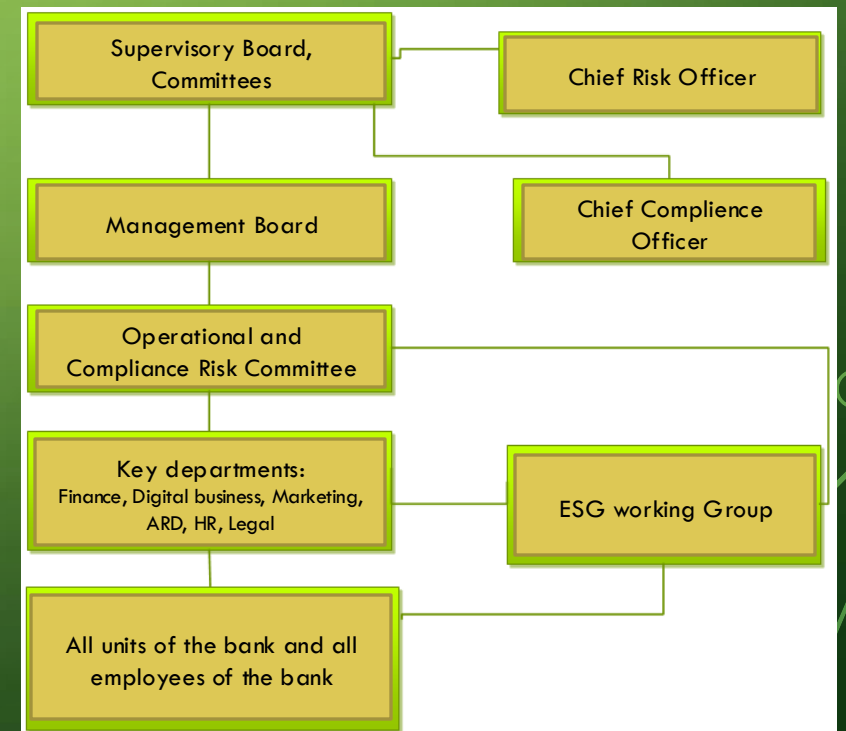 Supervisory Board,
Committees
Chief Risk Officer
Management Board
Chief Complience
Officer
Operational and
Compliance Risk Committee
Key departments:
Finance, Digital business, Marketing,
ARD, HR, Legal
ESG working Group
All units of the bank and all
employees of the bank